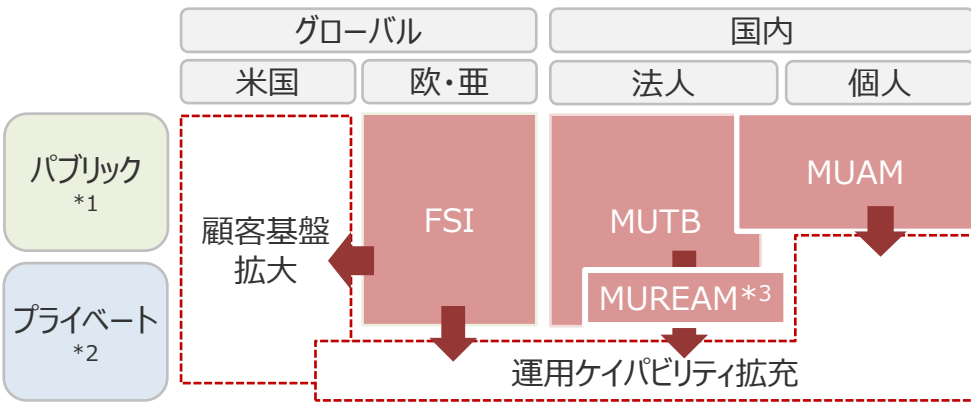 グローバル
国内
米国
欧・亜
法人
個人
パブリック
*1
プライベート
*2
顧客基盤
拡大
FSI
MUTB
MUAM
MUREAM*3
運用ケイパビリティ拡充